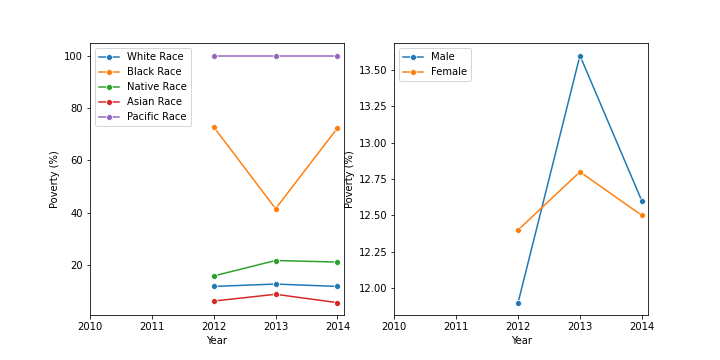 White Race
Black Race
Native Race
Asian Race
Pacific Race
Poverty (%)
100
80
60
40
20
2010 2011 2012 2013 2014
Year
Male
Female
Poverty (%)
13.50
13.25
13.00
12.75
12.50
12.25
12.00
2010 2011 2012 2013 2014
Year